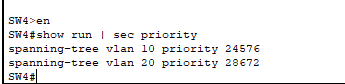 SW4>en
SW4#show run | sec priority
spanning-tree vlan 10 priority 24576
spanning-tree vlan 20 priority 28672
SW4#